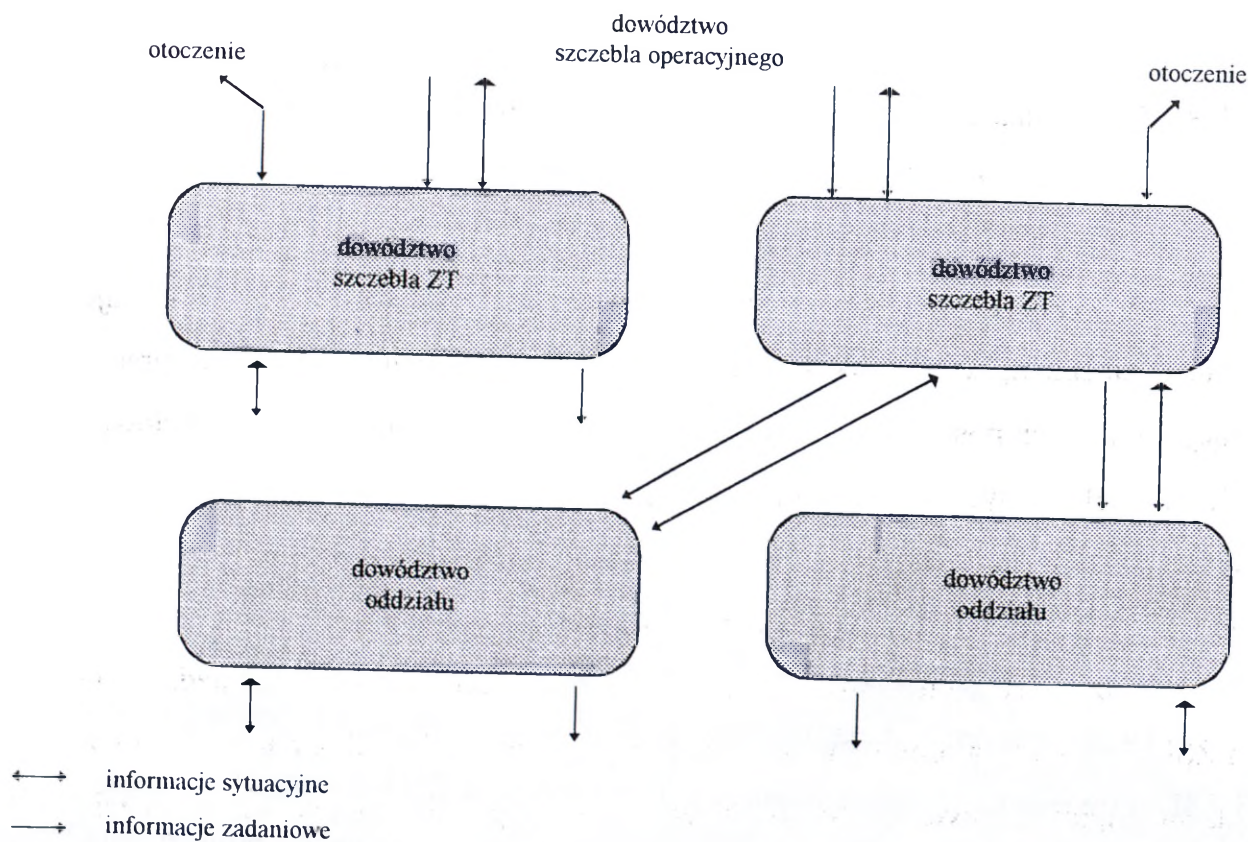 dowództwo
szczebla operacyjnego
otoczenie
otoczenie
dowództwo
szczebla ZT
dowództwo
szczebla ZT
dowództwo
oddziału
dowództwo
oddziału
informacje sytuacyjne
informacje zadaniowe